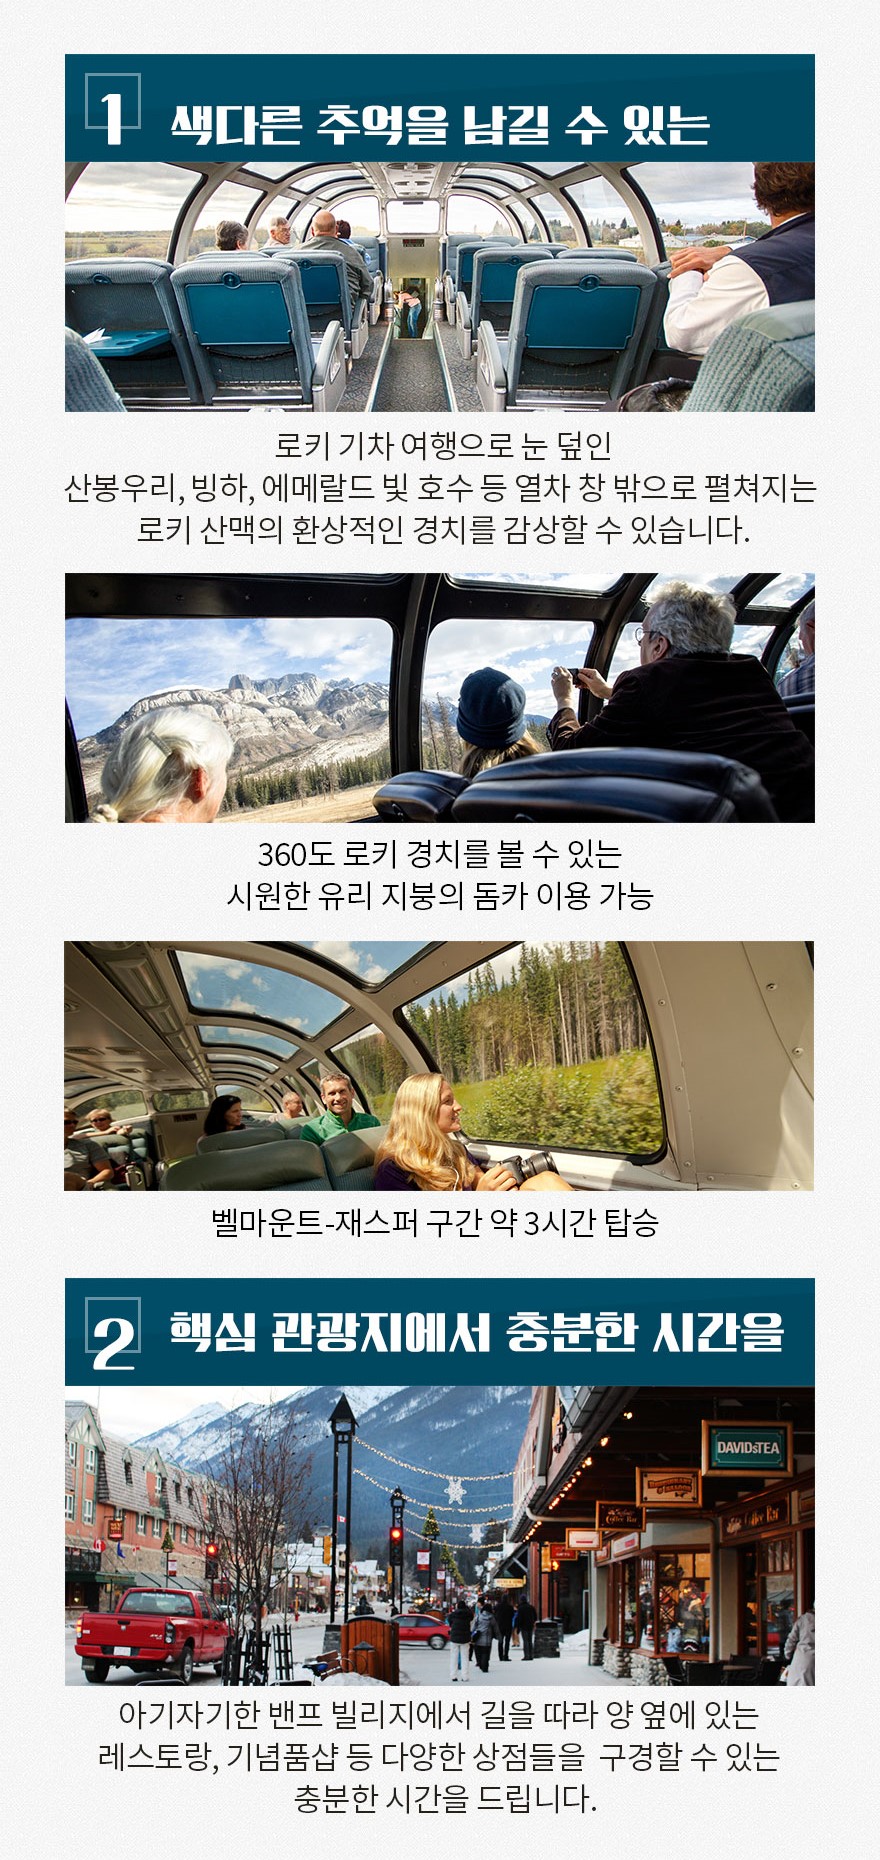 1 색다른 추억을 남길 수 있는
로키 기차 여행으로 눈 덮인
산봉우리, 빙하, 에메랄드 빛 호수 등 열차 창 밖으로 펼쳐지는
로키 산맥의 환상적인 경치를 감상할 수 있습니다.
360도 로키 경치를 볼 수 있는
시원한 유리 지붕의 돔카 이용 가능
벨마운트-재스퍼 구간 약 3시간 탑승
2 핵심 관광지에서 충분한 시간을
DAVIDsTEA
Coffee Bar
Coffee Bar
아기자기한 밴프 빌리지에서 길을 따라 양 옆에 있는
레스토랑, 기념품샵 등 다양한 상점들을 구경할 수 있는
충분한 시간을 드립니다.